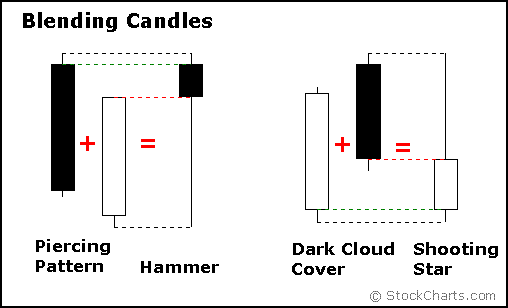 Blending Candles
+
=
+
=
Piercing
Pattern
Hammer
Dark Cloud
Cover
Shooting
Star
© StockCharts.com